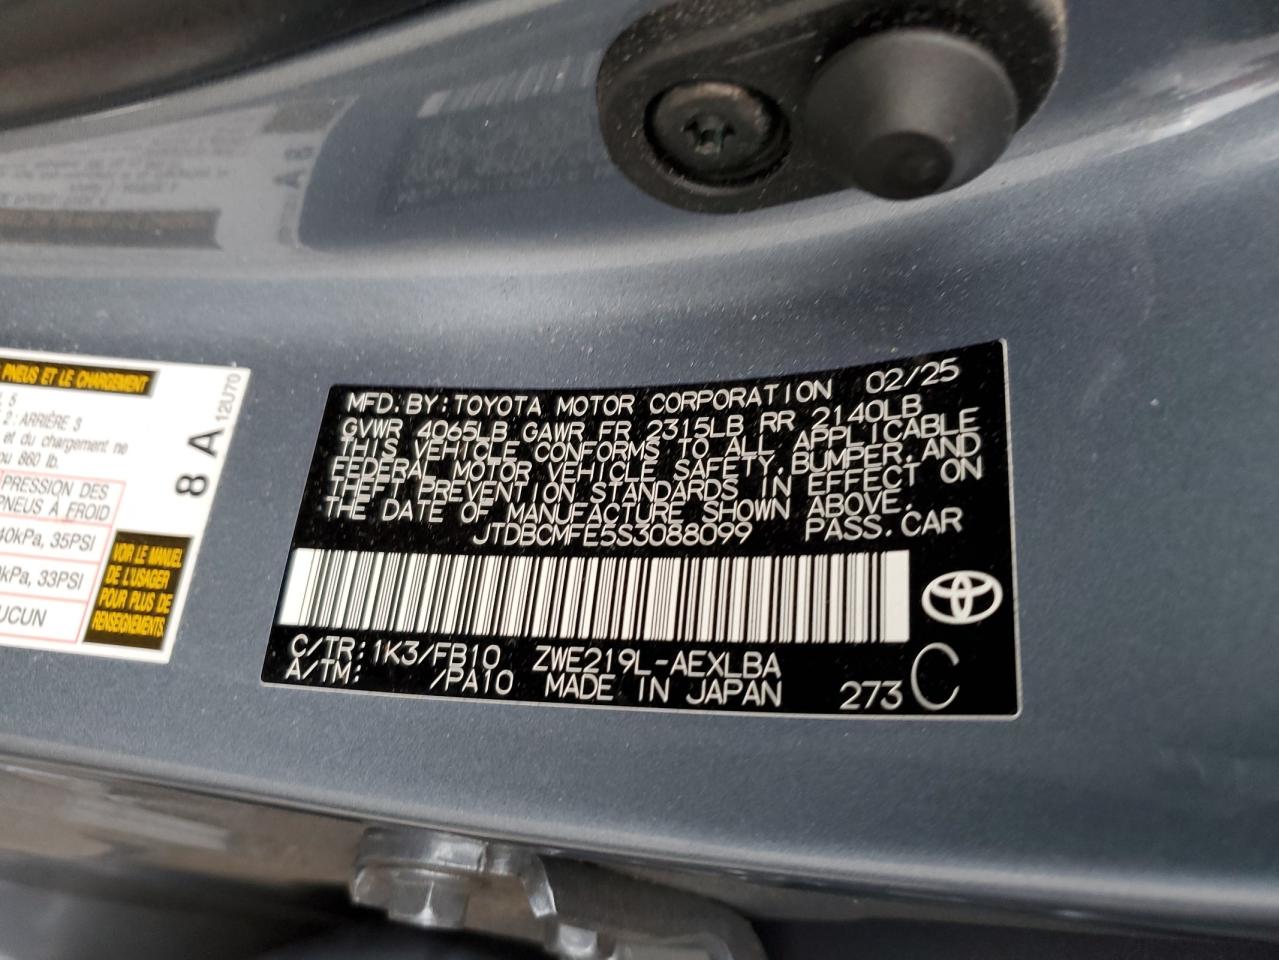 PNEUS ET LE CHARGEMENT
5
2 : ARRIÈRE 3
et du chargement ne
860 lb.
PRESSION DES
PNEUS À FROID
40kPa, 35PSI
kPa, 33PSI
VOIR LE MANUEL
DE L'USAGER
POUR PLUS DE
RENSEIGNEMENTS
8 A
12U70
MFD. BY: TOYOTA MOTOR CORPORATION 02/25
GVWR 4065LB GAWR FR 2315LB RR 2140LB
THIS VEHICLE CONFORMS TO ALL APPLICABLE
FEDERAL MOTOR VEHICLE SAFETY, BUMPER, AND
THEFT PREVENTION STANDARDS IN EFFECT ON
THE DATE OF MANUFACTURE SHOWN ABOVE.
JTDBCMFE5S3088099 PASS. CAR
C/TR: 1K3/FB10 ZWE219L-AEXLBA
A/TM: /PA10 MADE IN JAPAN 273 C